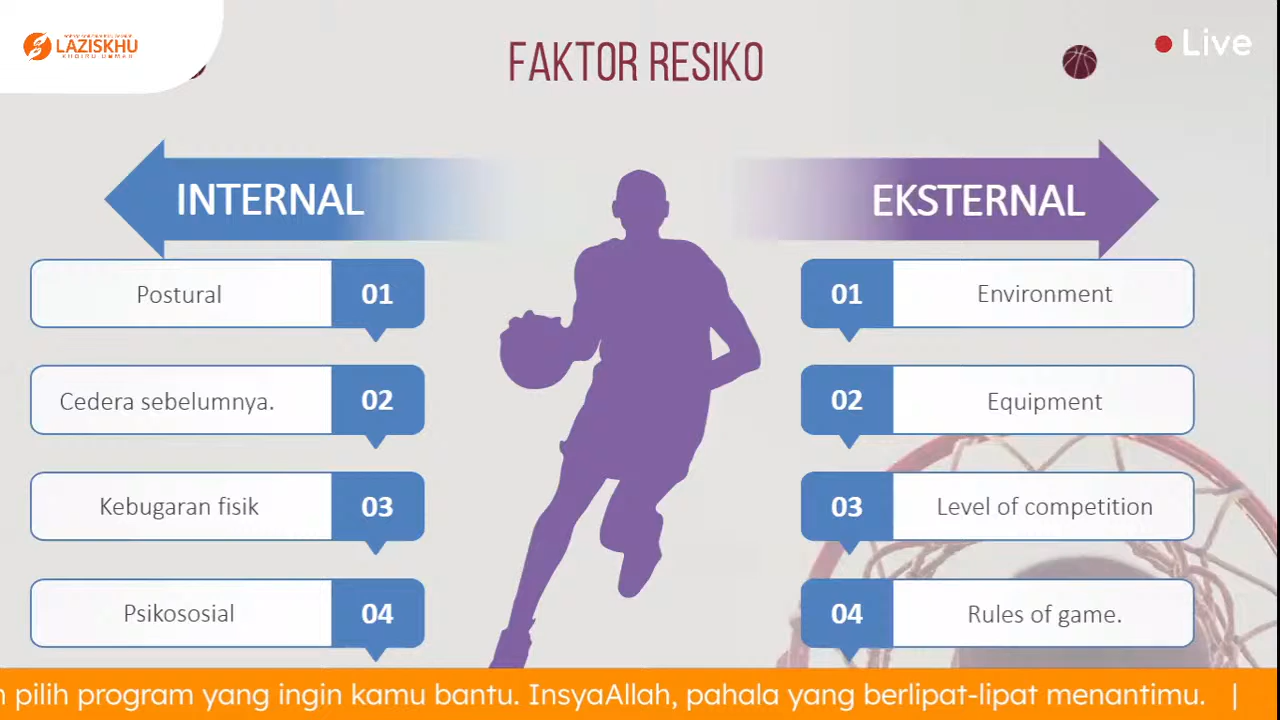 LAZISKHU
FAKTOR RESIKO
Live
INTERNAL
EKSTERNAL
Postural
01
Cedera sebelumnya.
02
Kebugaran fisik
03
Psikososial
04
01
Environment
02
Equipment
03
Level of competition
04
Rules of game.
pilih program yang ingin kamu bantu. InsyaAllah, pahala yang berlipat-lipat menantimu. |